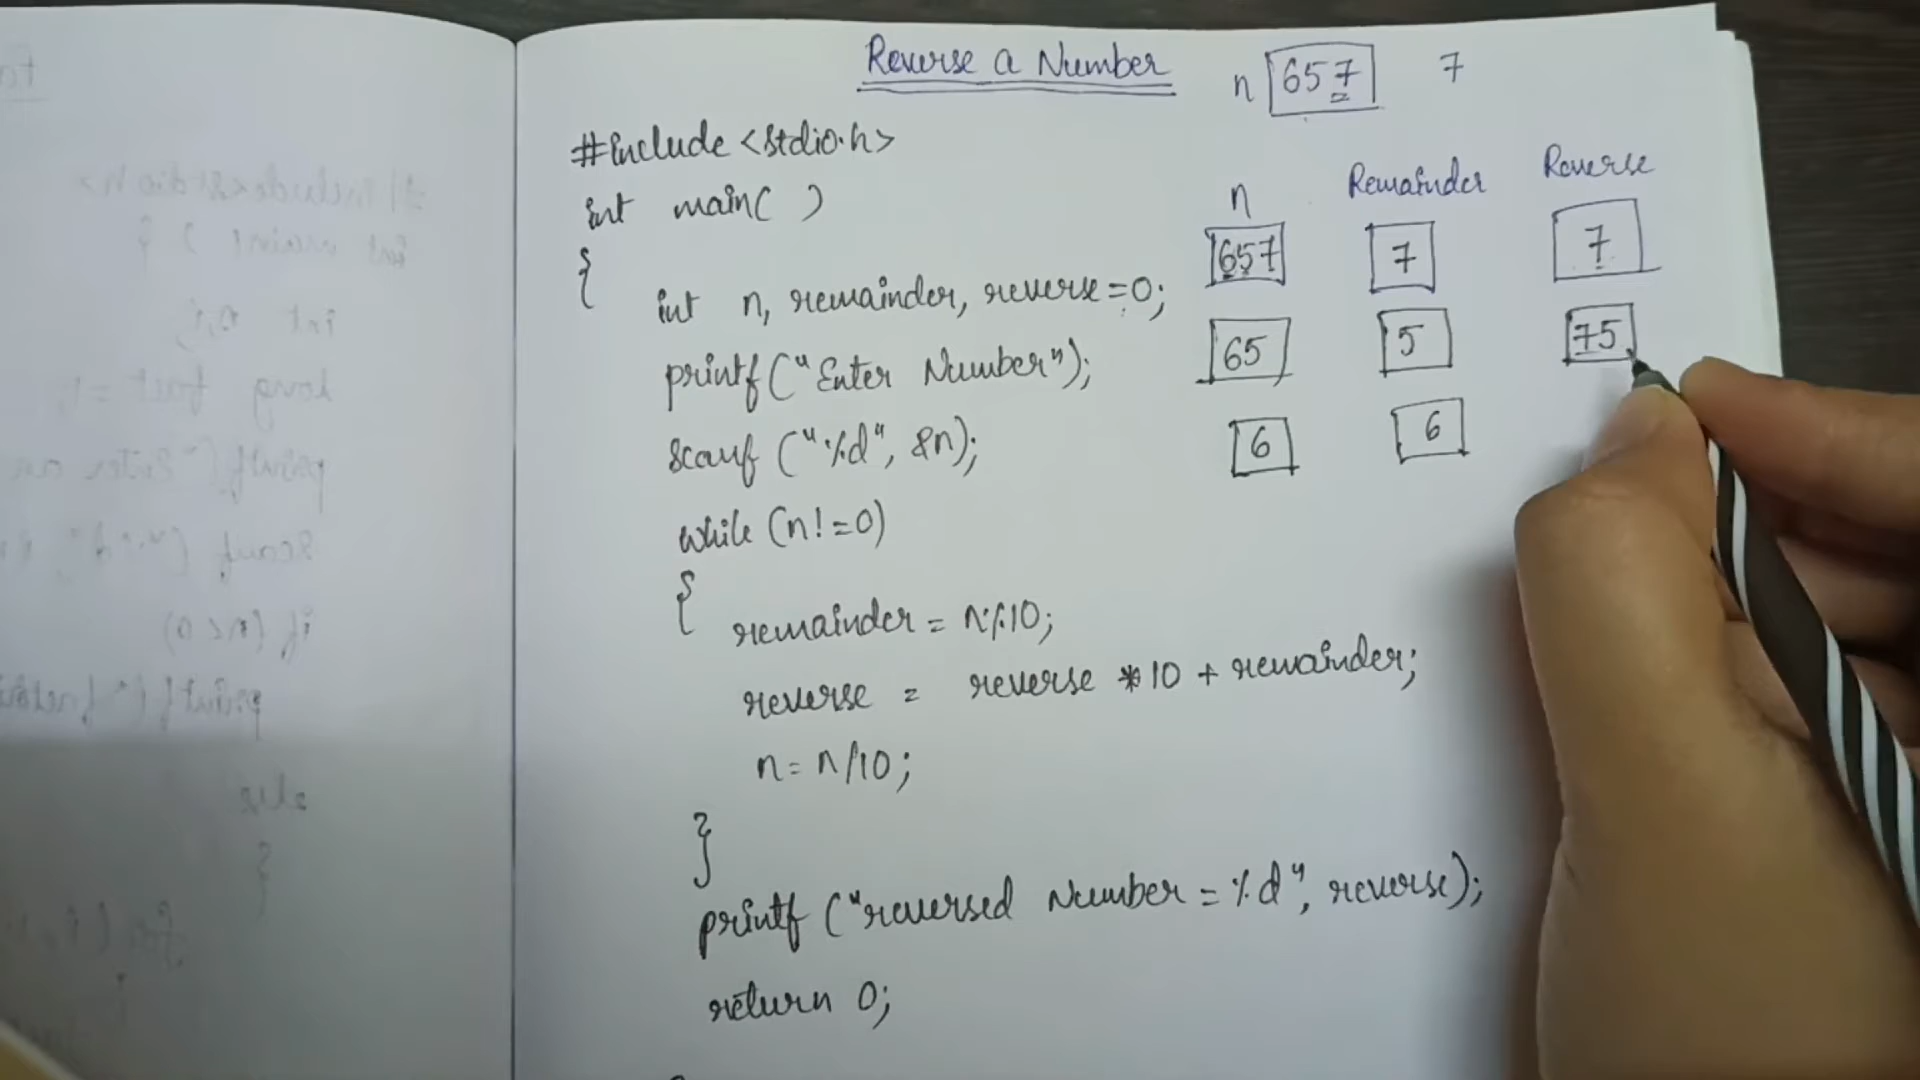 Reverse a Number
n 657 7
#include <stdio.h>
int main( )
{
int n, remainder, reverse=0;
printf("Enter Number");
scanf ("%d", &n);
while (n!=0)
{
remainder = n%10;
reverse = reverse *10 + remainder;
n = n/10;
}
printf ("reversed Number = %d", reverse);
return 0;
n Remainder Reverse
657 7 7
65 5 75
6 6